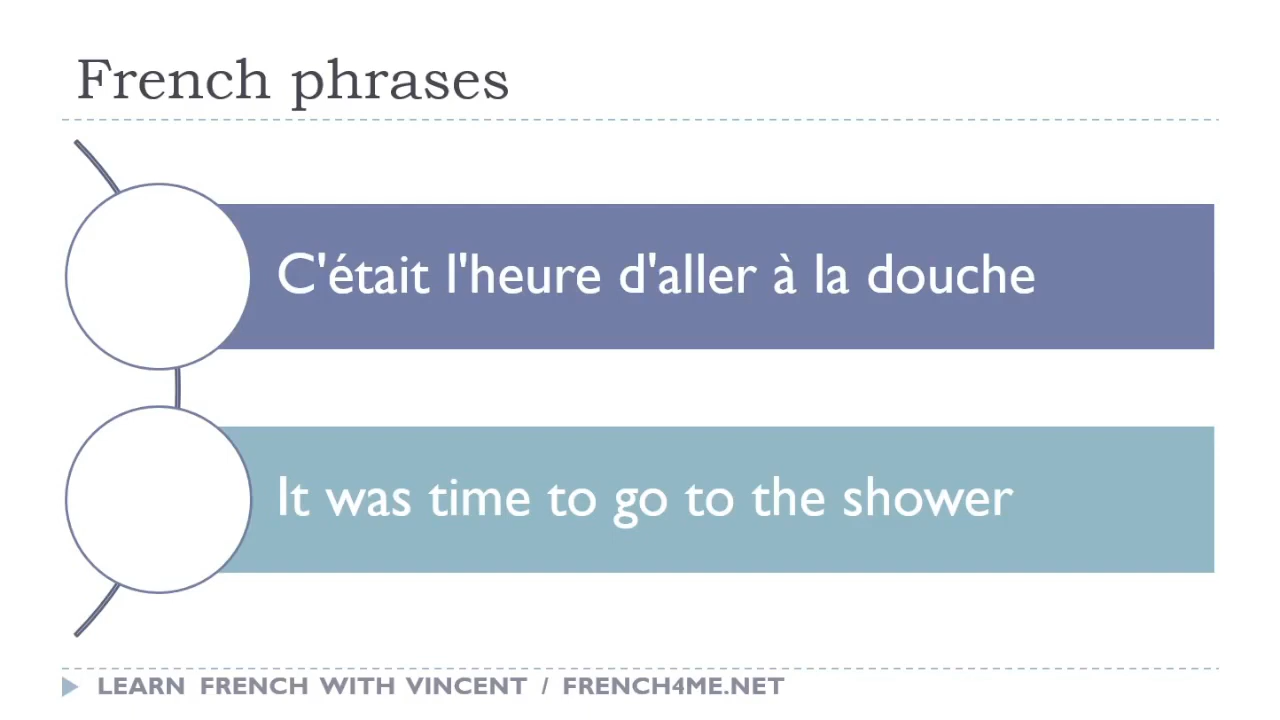 French phrases
C'était l'heure d'aller à la douche
It was time to go to the shower
LEARN FRENCH WITH VINCENT / FRENCH4ME.NET